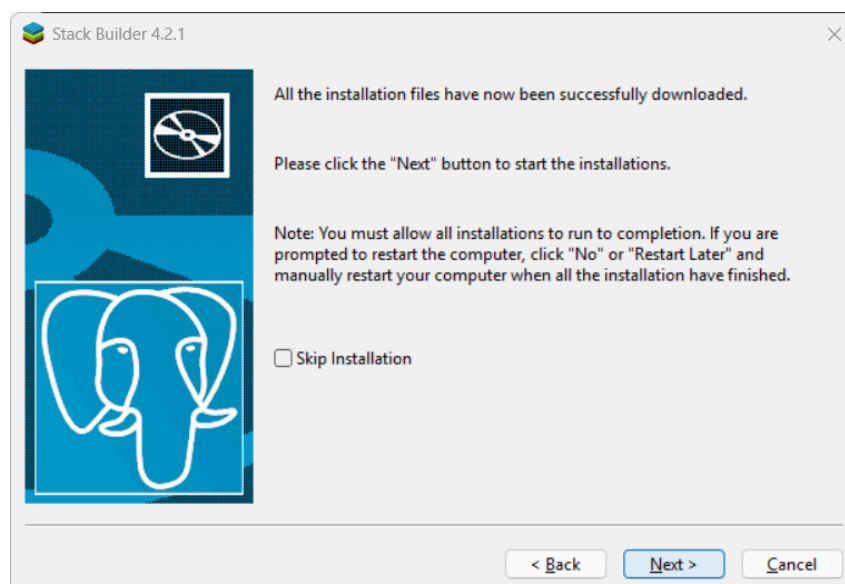 Stack Builder 4.2.1
All the installation files have now been successfully downloaded.
Please click the "Next" button to start the installations.
Note: You must allow all installations to run to completion. If you are
prompted to restart the computer, click "No" or "Restart Later" and
manually restart your computer when all the installation have finished.
Skip Installation
< Back
Next >
Cancel